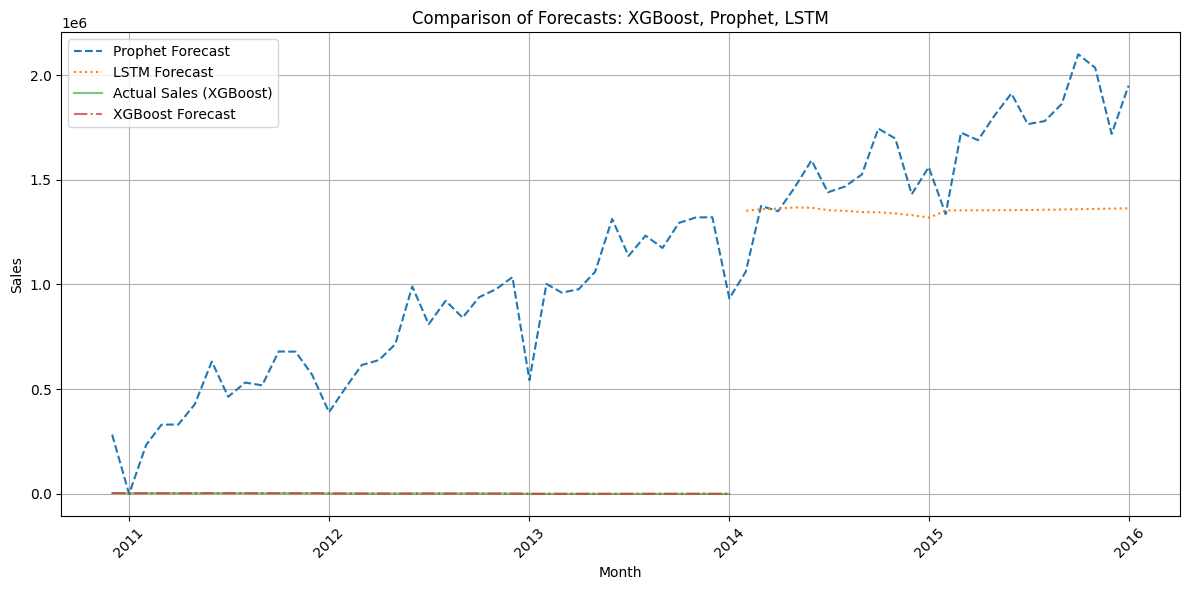 Comparison of Forecasts: XGBoost, Prophet, LSTM
1e6
Prophet Forecast
LSTM Forecast
Actual Sales (XGBoost)
XGBoost Forecast
2.0
1.5
1.0
0.5
0.0
Sales
2011
2012
2013
2014
2015
2016
Month